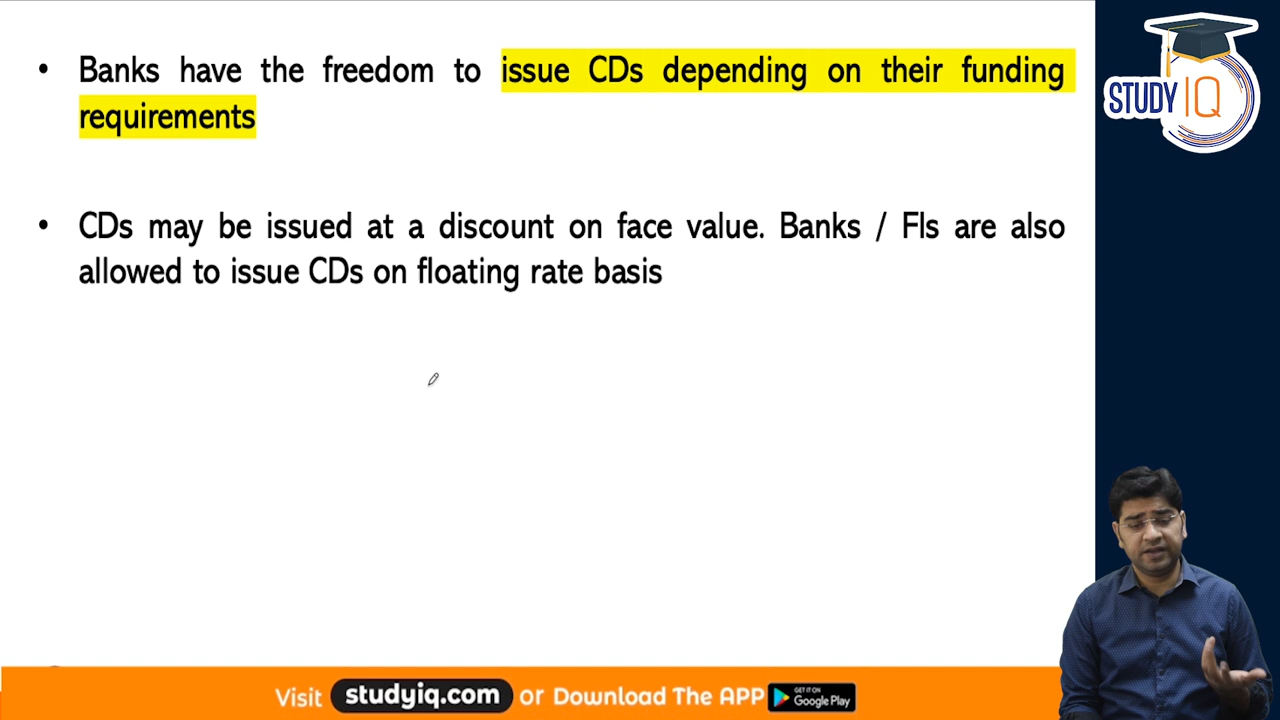 • Banks have the freedom to issue CDs depending on their funding
requirements
• CDs may be issued at a discount on face value. Banks / FIs are also
allowed to issue CDs on floating rate basis
STUDY IQ
Visit studyiq.com or Download The APP GET IT ON Google Play